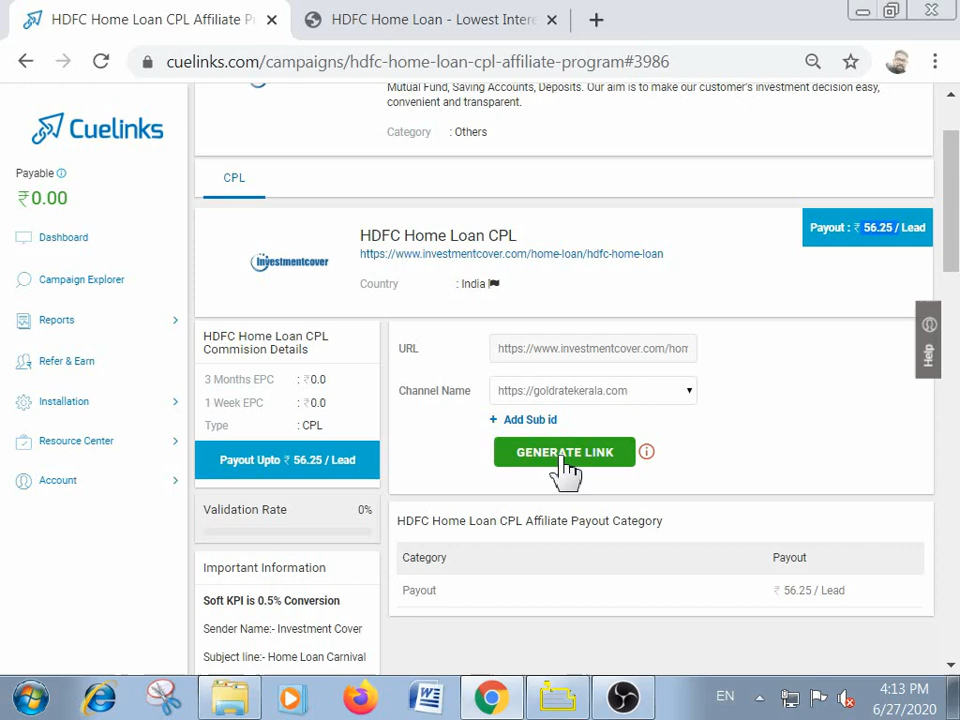 HDFC Home Loan CPL Affiliate P
HDFC Home Loan - Lowest Inter
cuelinks.com/campaigns/hdfc-home-loan-cpl-affiliate-program#3986
Cuelinks
Payable
₹0.00
Dashboard
Campaign Explorer
Reports
Refer & Earn
Installation
Resource Center
Account
Mutual Fund, Saving Accounts, Deposits. Our aim is to make our customer's investment decision easy,
convenient and transparent.
Category : Others
CPL
HDFC Home Loan CPL
Payout : ₹ 56.25 / Lead
investmentcover
https://www.investmentcover.com/home-loan/hdfc-home-loan
Country : India
HDFC Home Loan CPL
Commision Details
3 Months EPC : ₹0.0
1 Week EPC : ₹0.0
Type : CPL
Payout Upto ₹ 56.25 / Lead
Validation Rate 0%
Important Information
Soft KPI is 0.5% Conversion
Sender Name:- Investment Cover
Subject line:- Home Loan Carnival
URL https://www.investmentcover.com/hom
Channel Name https://goldratekerala.com
+ Add Sub id
GENERATE LINK
HDFC Home Loan CPL Affiliate Payout Category
Category Payout
Payout ₹ 56.25 / Lead
Help
EN
4:13 PM
6/27/2020